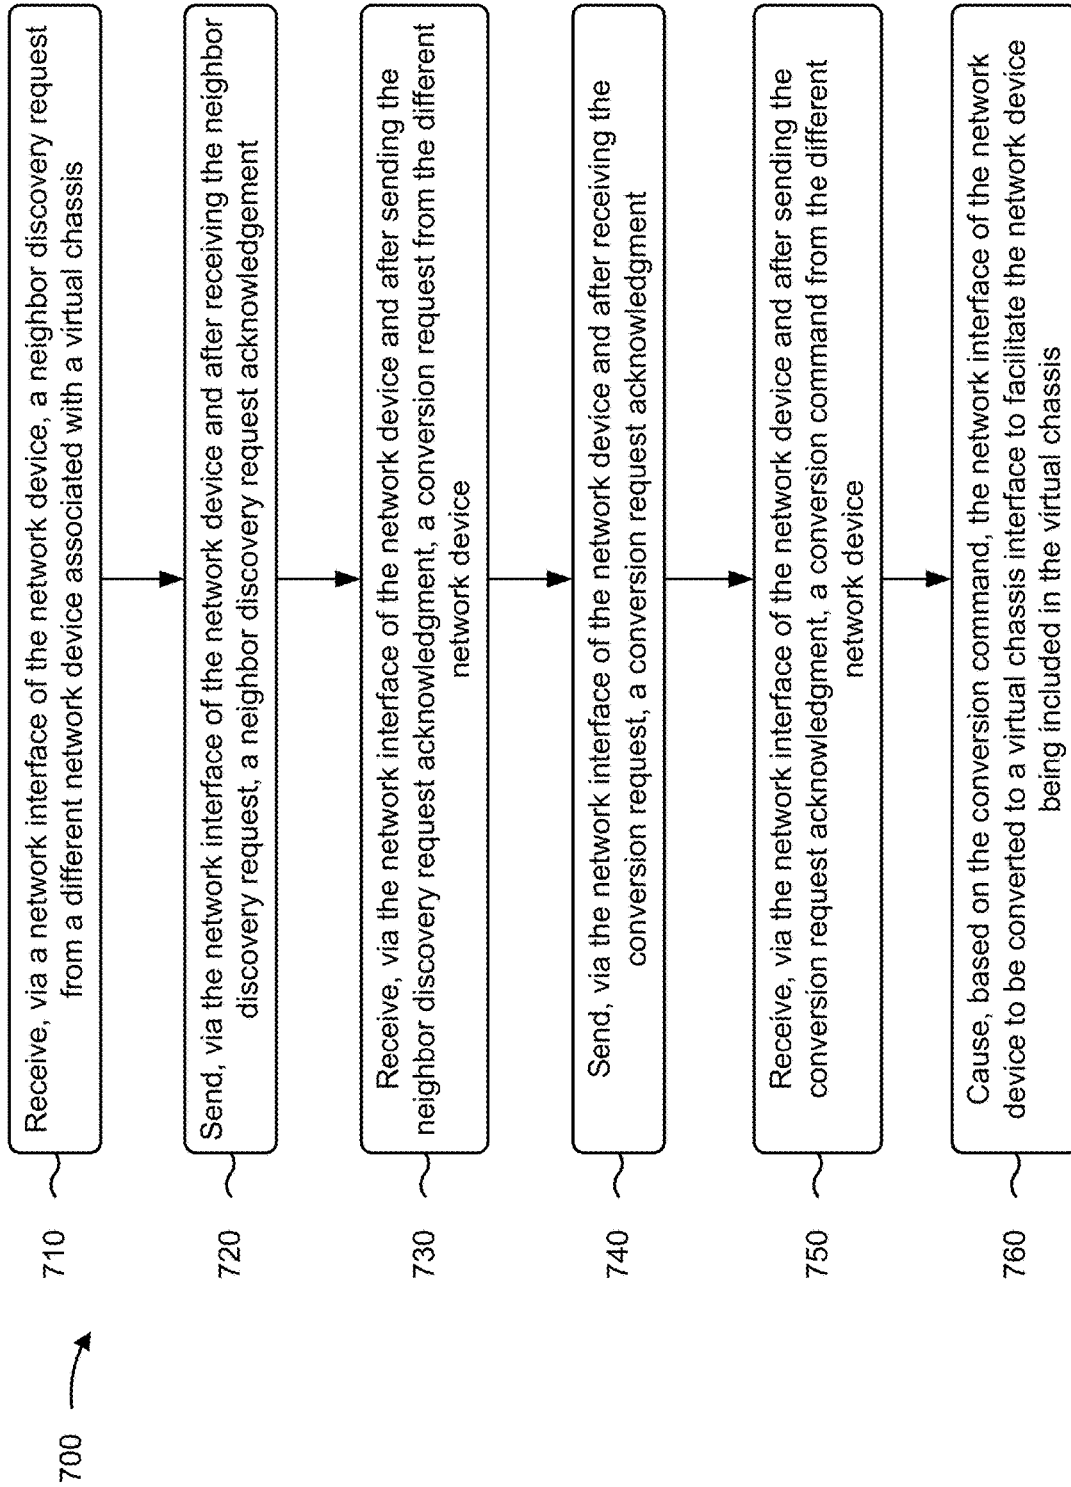 700
710
Receive, via a network interface of the network device, a neighbor discovery request
from a different network device associated with a virtual chassis
720
Send, via the network interface of the network device and after receiving the neighbor
discovery request, a neighbor discovery request acknowledgement
730
Receive, via the network interface of the network device and after sending the
neighbor discovery request acknowledgment, a conversion request from the different
network device
740
Send, via the network interface of the network device and after receiving the
conversion request, a conversion request acknowledgment
750
Receive, via the network interface of the network device and after sending the
conversion request acknowledgment, a conversion command from the different
network device
760
Cause, based on the conversion command, the network interface of the network
device to be converted to a virtual chassis interface to facilitate the network device
being included in the virtual chassis